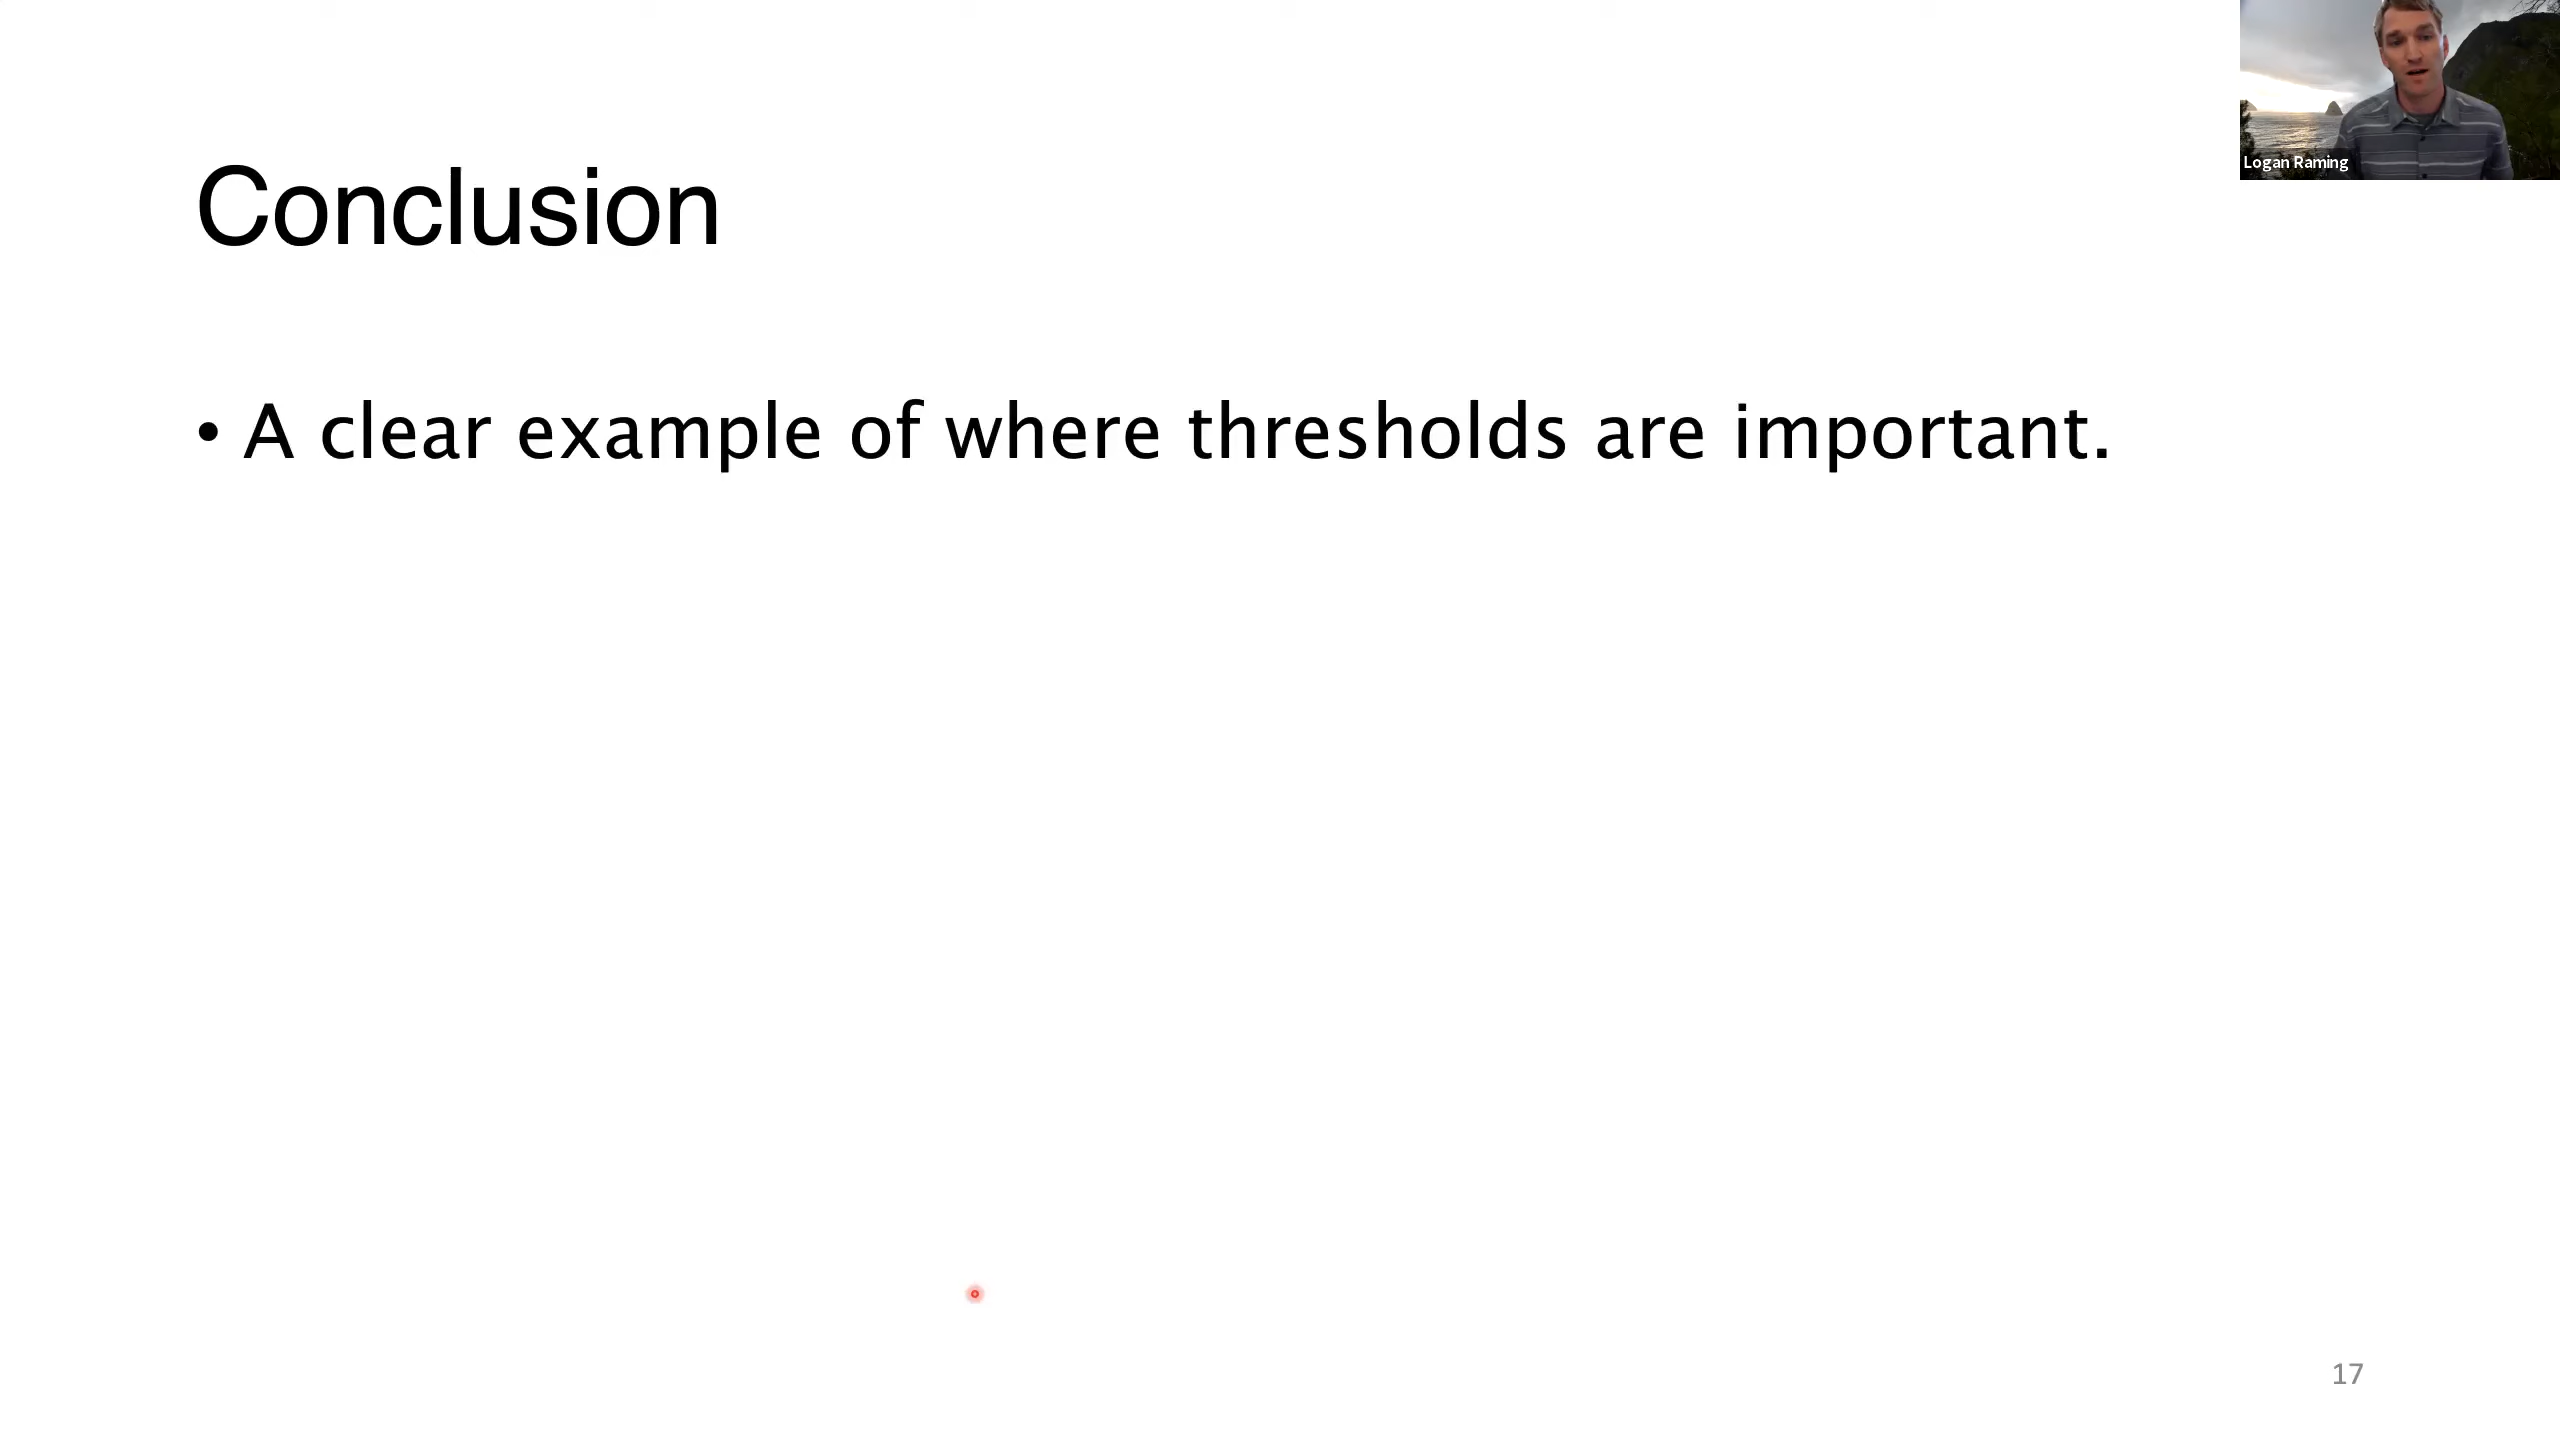 Logan Raming
Conclusion
• A clear example of where thresholds are important.
17